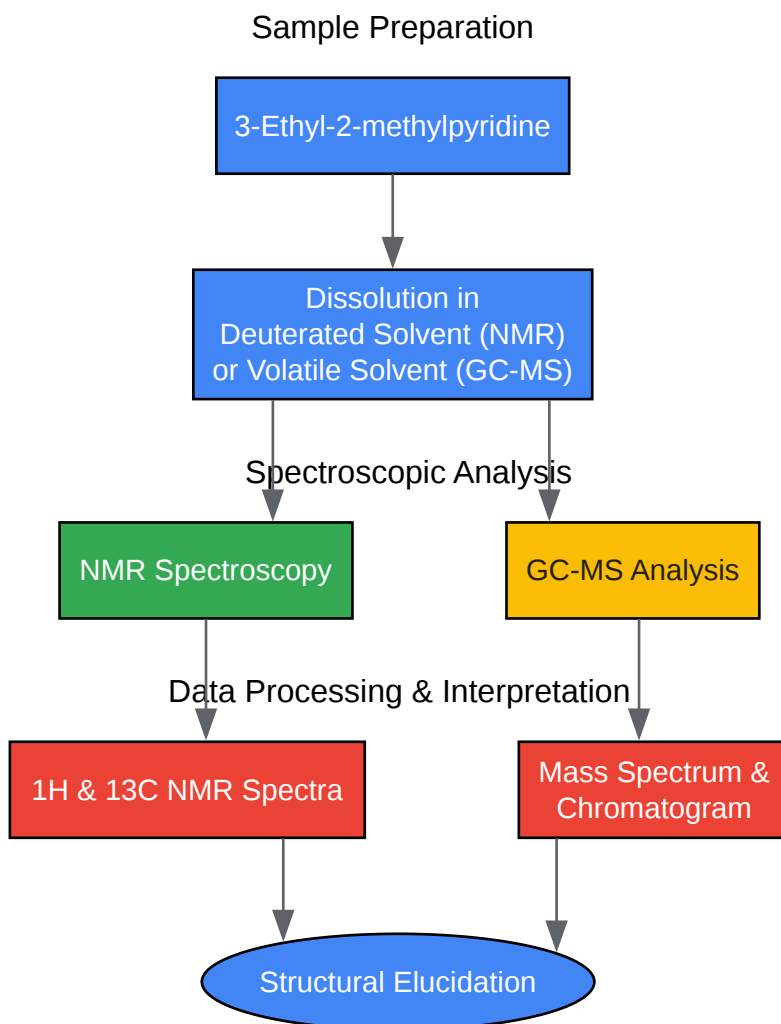 Sample Preparation
3-Ethyl-2-methylpyridine
Dissolution in
Deuterated Solvent (NMR)
or Volatile Solvent (GC-MS)
Spectroscopic Analysis
NMR Spectroscopy
GC-MS Analysis
Data Processing & Interpretation
1H & 13C NMR Spectra
Mass Spectrum &
Chromatogram
Structural Elucidation